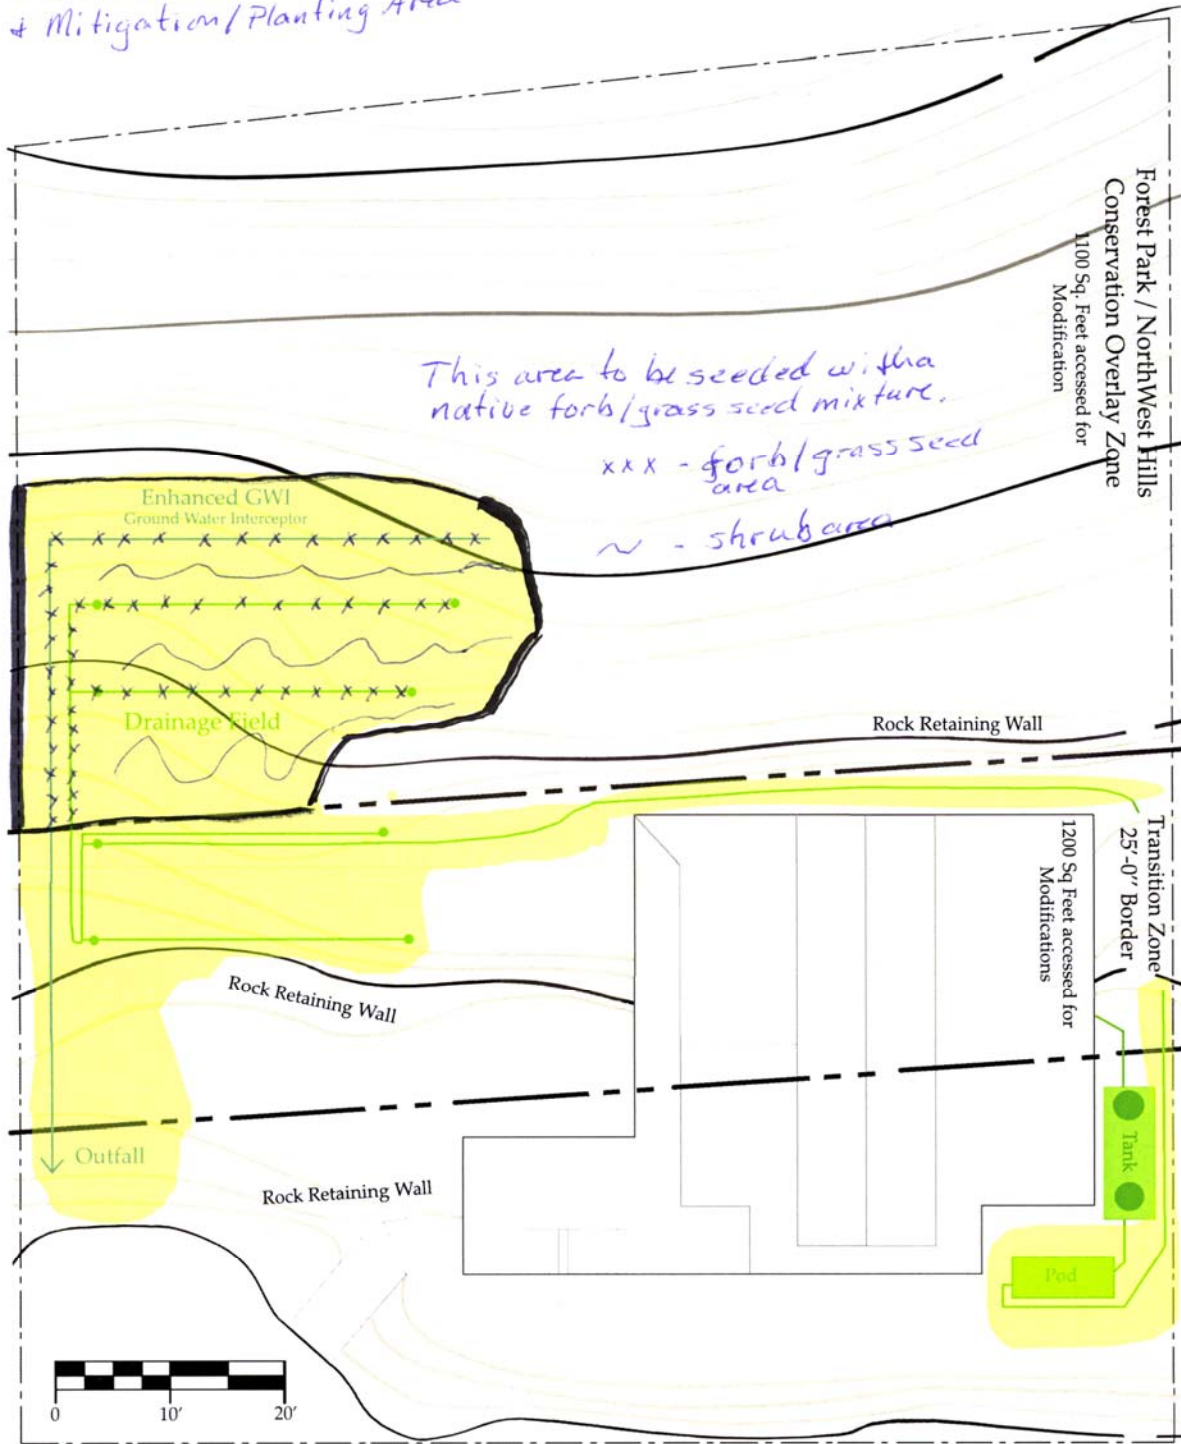 & Mitigation/Planting Area
Forest Park / NorthWest Hills
Conservation Overlay Zone
1100 Sq. Feet accessed for
Modification
This area to be seeded with a
native forb/grass seed mixture.
xxx - forb/grass seed
area
~ - shrub area
Enhanced GWI
Ground Water Interceptor
Drainage Field
Rock Retaining Wall
Transition Zone
25'-0" Border
1200 Sq Feet accessed for
Modifications
Rock Retaining Wall
Outfall
Rock Retaining Wall
Tank
Pod
0 10' 20'